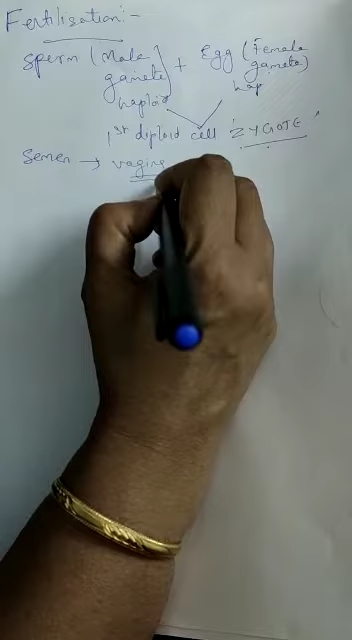 Fertilisation:-
sperm (Male gamete) + Egg (Female gamete)
haploid hap
1st diploid cell 'ZYGOTE'
Semen → vagina